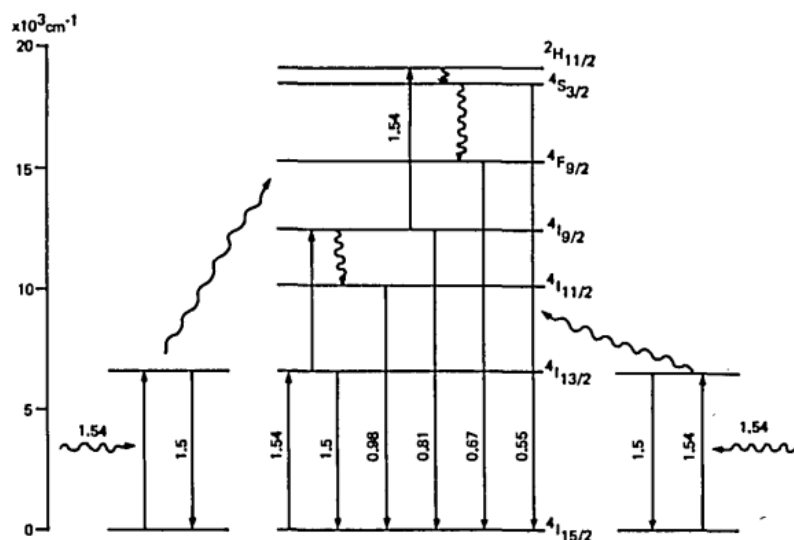 x10³cm⁻¹
20
²H₁₁/₂
⁴S₃/₂
1.54
15
⁴F₉/₂
⁴I₉/₂
⁴I₁₁/₂
10
⁴I₁₃/₂
5
1.54
1.5
1.54
1.5
0.98
0.81
0.67
0.55
1.5
1.54
1.54
0
⁴I₁₅/₂